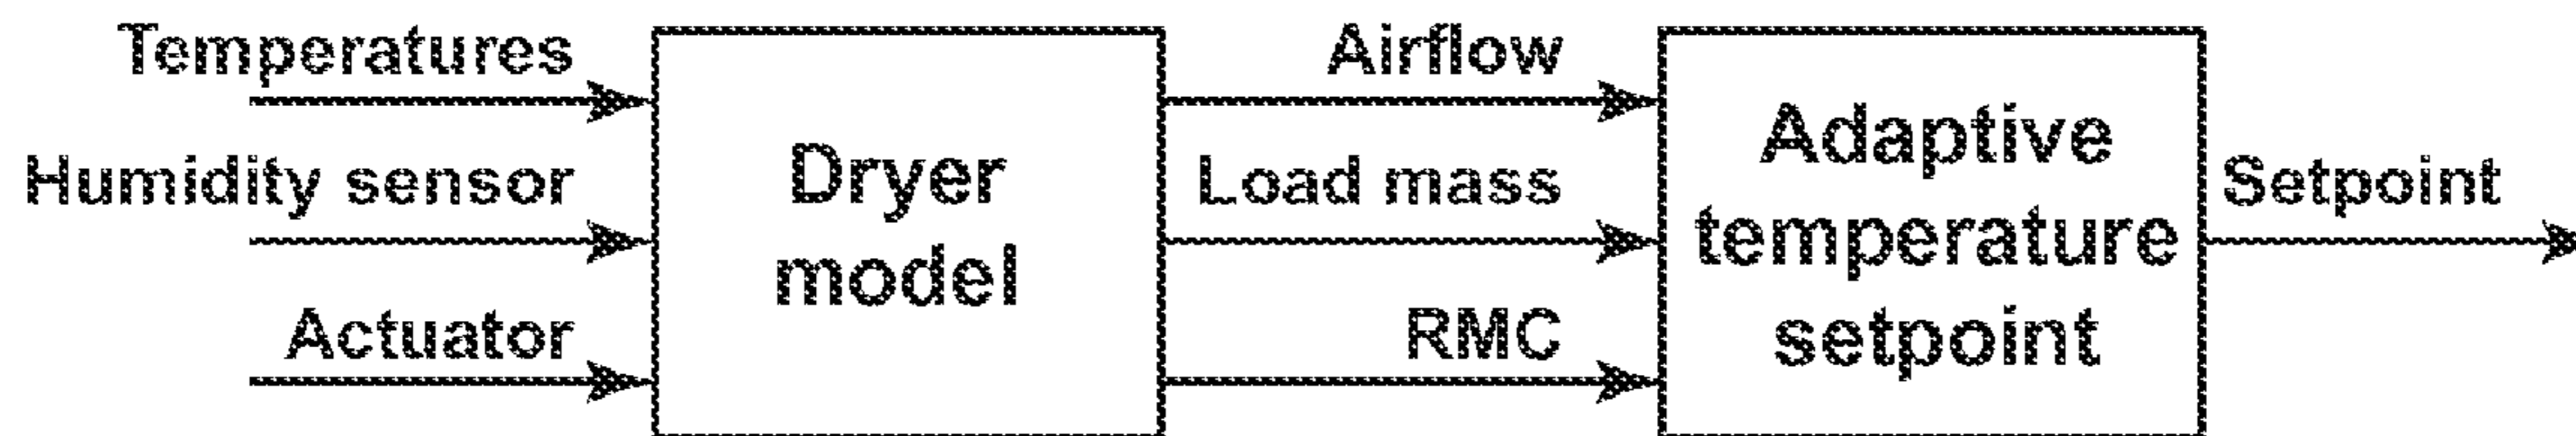 Temperatures
Humidity sensor
Actuator
Dryer
model
Airflow
Load mass
RMC
Adaptive
temperature
setpoint
Setpoint